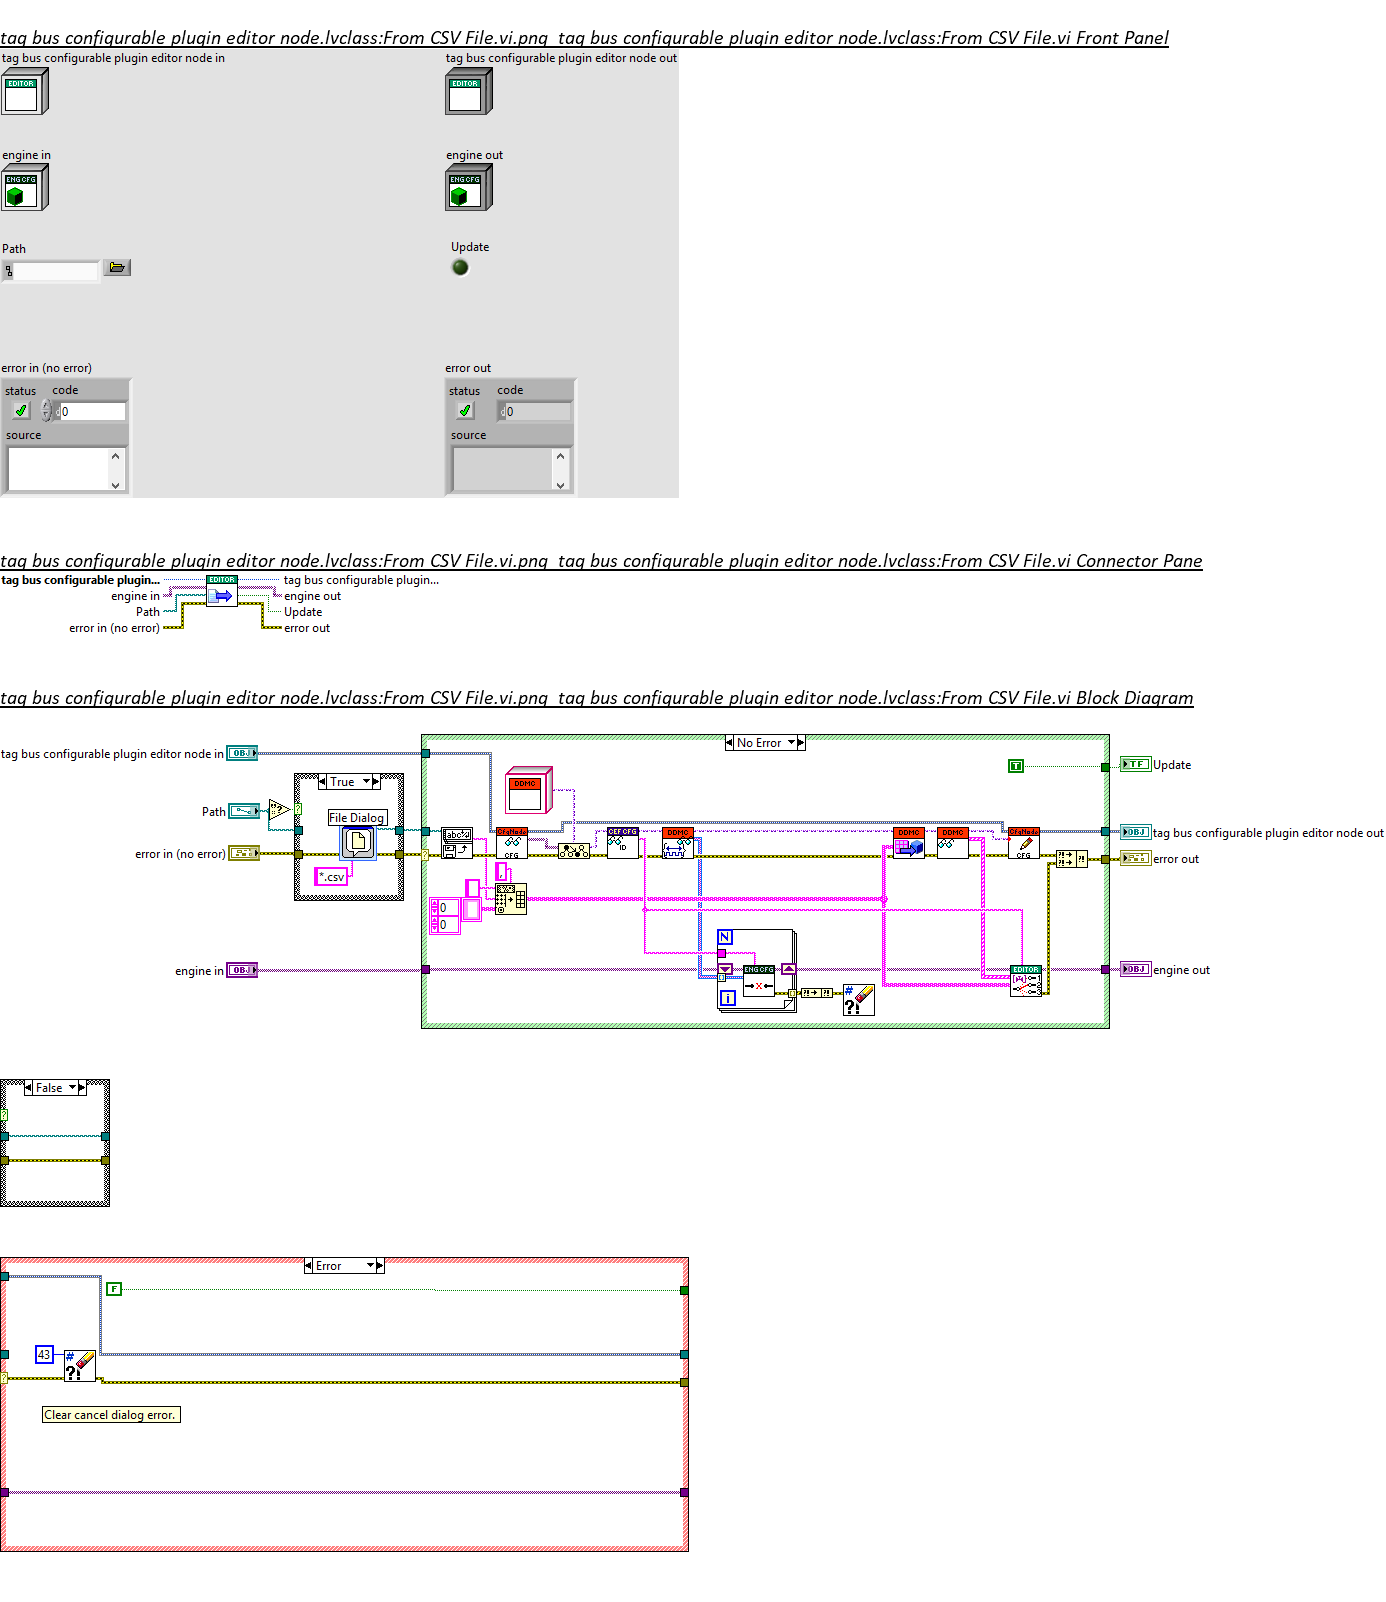 tag bus configurable plugin editor node.lvclass:From CSV File.vi.png  tag bus configurable plugin editor node.lvclass:From CSV File.vi Front Panel
tag bus configurable plugin editor node in
tag bus configurable plugin editor node out
EDITOR
EDITOR
engine in
engine out
ENG CFG
ENG CFG
Path
Update
error in (no error)
error out
status
code
status
code
d
0
d
0
source
source
tag bus configurable plugin editor node.lvclass:From CSV File.vi.png  tag bus configurable plugin editor node.lvclass:From CSV File.vi Connector Pane
tag bus configurable plugin...
EDITOR
tag bus configurable plugin...
engine in
engine out
Path
Update
error in (no error)
error out
tag bus configurable plugin editor node.lvclass:From CSV File.vi.png  tag bus configurable plugin editor node.lvclass:From CSV File.vi Block Diagram
No Error
tag bus configurable plugin editor node in
OBJ
T
TF
Update
True
DDMC
Path
File Dialog
abc
CfgNode
CFG
CEF CFG
ID
DDMC
DDMC
DDMC
CfgNode
CFG
OBJ
tag bus configurable plugin editor node out
error in (no error)
error out
*.csv
,
0
0
N
ENG CFG
X
i
#
?!
EDITOR
engine in
OBJ
OBJ
engine out
False
?
Error
F
43
#
?!
?
Clear cancel dialog error.